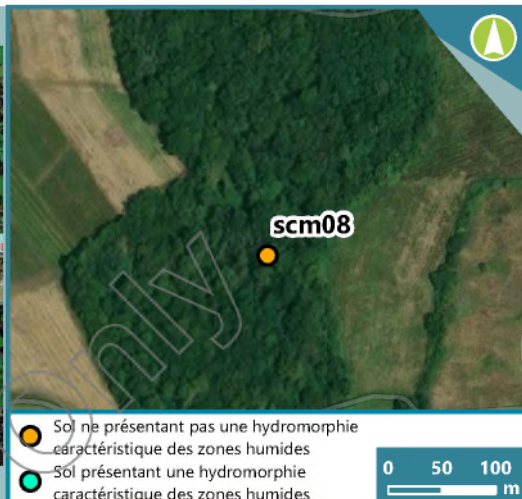 scm08
only
Sol ne présentant pas une hydromorphie
caractéristique des zones humides
Sol présentant une hydromorphie
caractéristique des zones humides
0 50 100
m